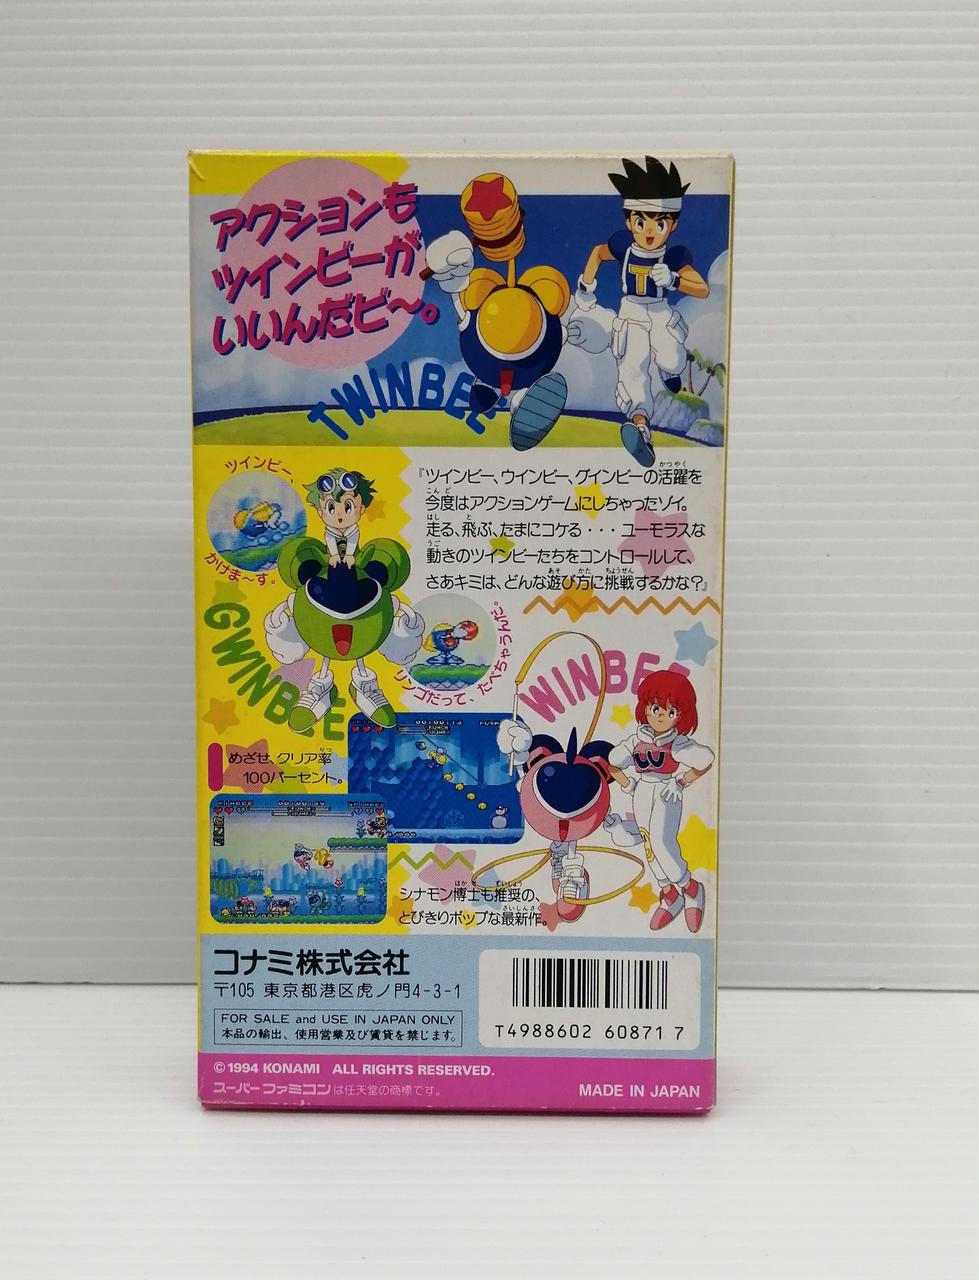 アクションも
ツインビーが
いいんだビ〜。
TWINBEE
ツインビー、
かけま〜す。
『ツインビー、ウインビー、グインビーの活躍を
今度はアクションゲームにしちゃったゾイ。
走る、飛ぶ、たまにコケる・・・ユーモラスな
動きのツインビーたちをコントロールして、
さあキミは、どんな遊び方に挑戦するかな?』
GWINBEE
リンゴだって、たべちゃうんだ。
WINBEE
めざせ、クリア率
100パーセント。
シナモン博士も推奨の、
とびきりポップな最新作。
コナミ株式会社
〒105 東京都港区虎ノ門4-3-1
FOR SALE and USE IN JAPAN ONLY
本品の輸出、使用営業及び賃貸を禁じます。
T4988602 60871 7
©1994 KONAMI ALL RIGHTS RESERVED.
スーパーファミコンは任天堂の商標です。
MADE IN JAPAN